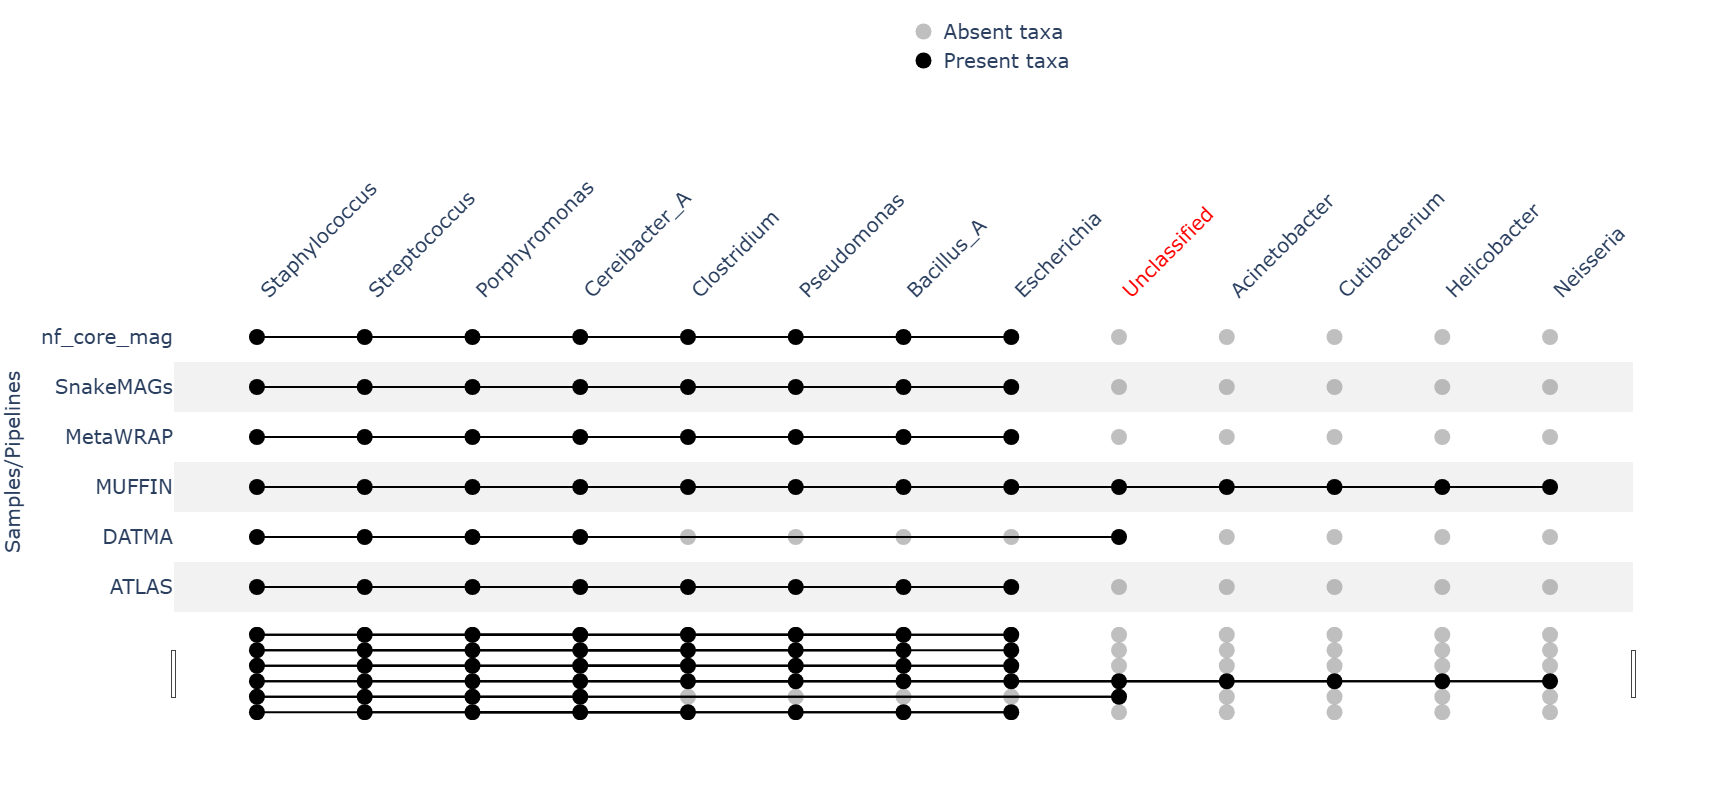 Absent taxa
Present taxa
Staphylococcus
Streptococcus
Porphyromonas
Cereibacter_A
Clostridium
Pseudomonas
Bacillus_A
Escherichia
Unclassified
Acinetobacter
Cutibacterium
Helicobacter
Neisseria
Samples/Pipelines
nf_core_mag
SnakeMAGs
MetaWRAP
MUFFIN
DATMA
ATLAS